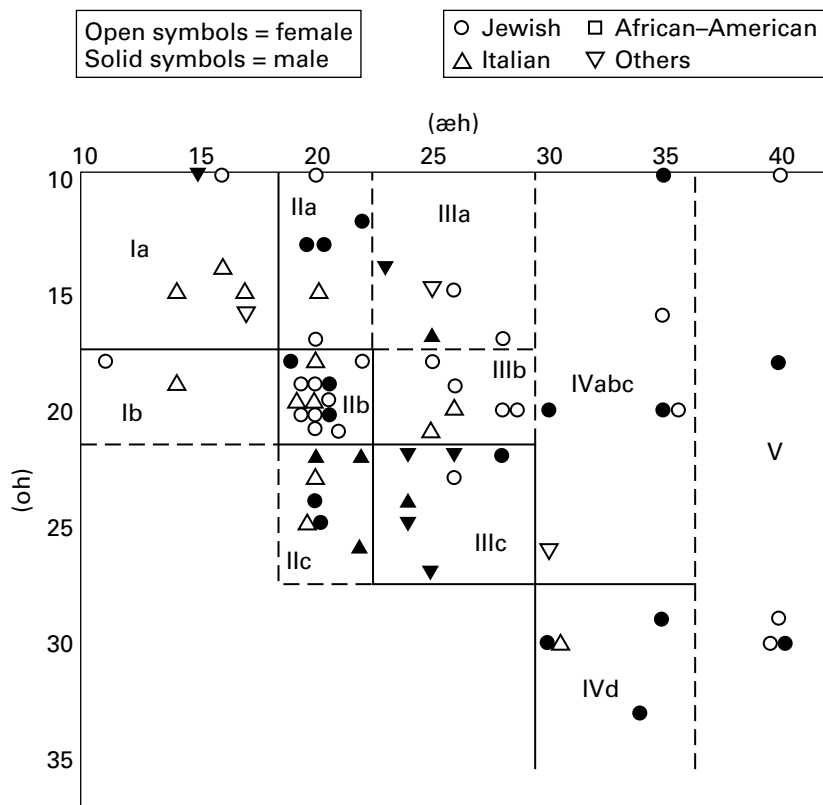 Open symbols = female
Solid symbols = male
Jewish African–American
Italian Others
(æh)
10 15 20 25 30 35 40
10
IIa IIIa
Ia
15
IIIb
IVabc
Ib IIb
20
V
(oh)
25
IIc IIIc
30
IVd
35